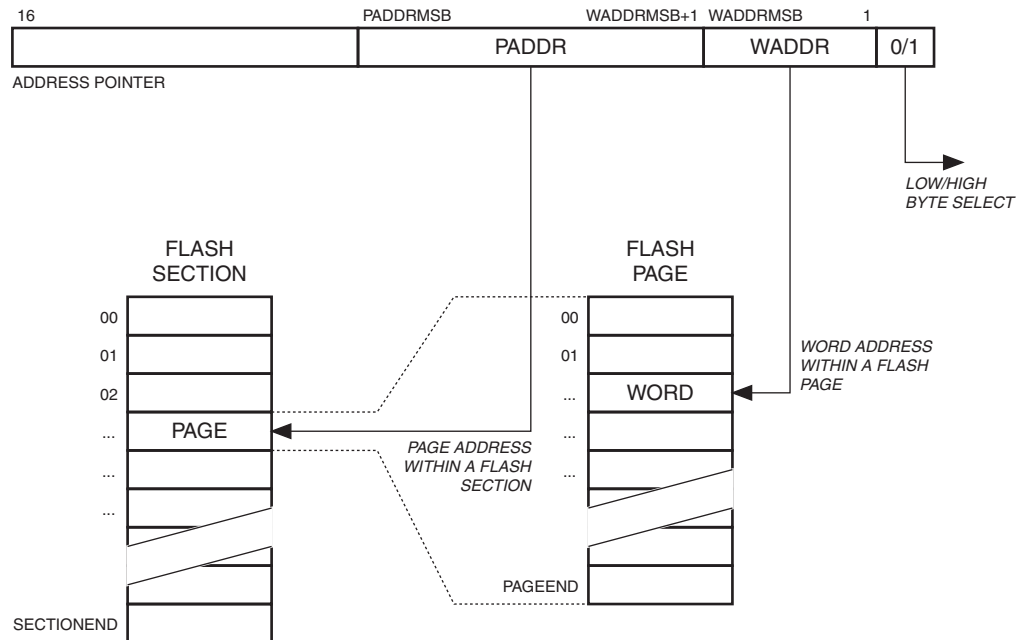 16 PADDRMSB WADDRMSB+1 WADDRMSB 1
PADDR WADDR 0/1
ADDRESS POINTER
LOW/HIGH
BYTE SELECT
FLASH
SECTION
FLASH
PAGE
00
01
02
...
PAGE
...
...
SECTIONEND
PAGE ADDRESS
WITHIN A FLASH
SECTION
00
01
...
WORD
...
...
PAGEEND
WORD ADDRESS
WITHIN A FLASH
PAGE